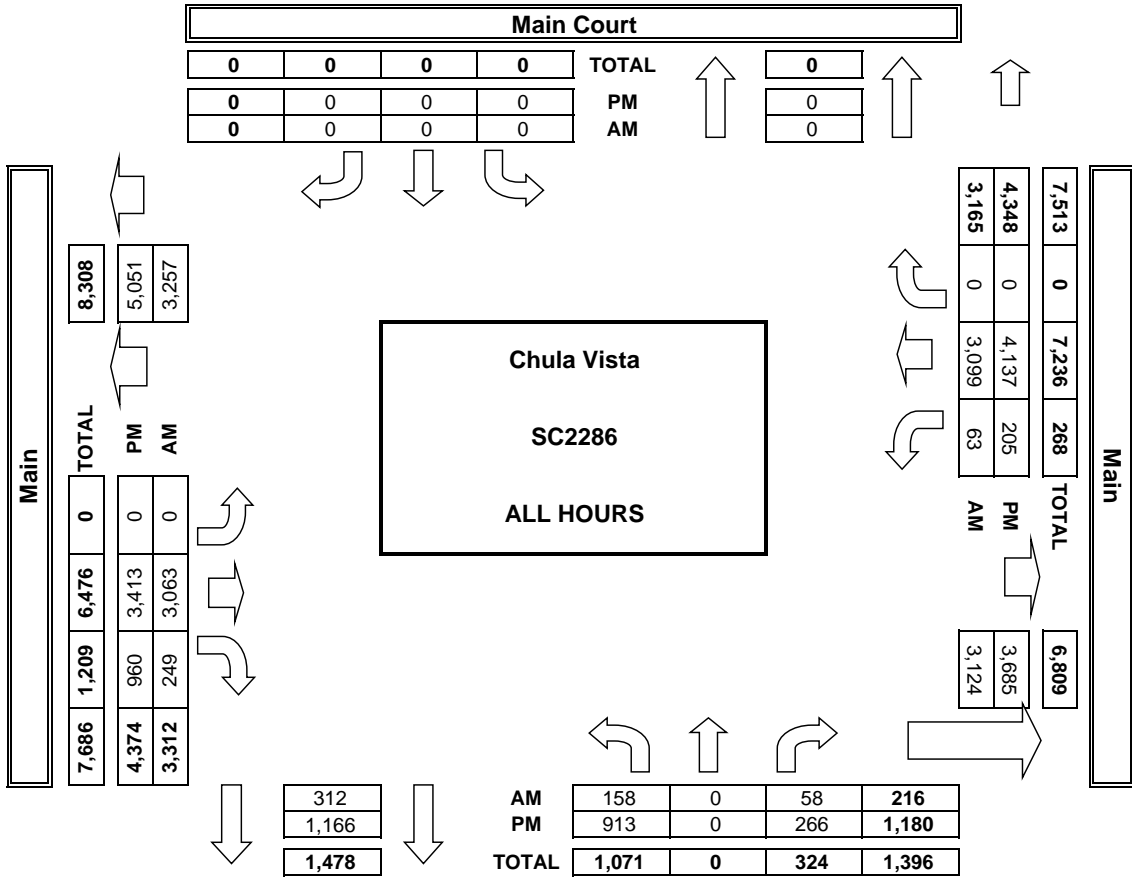 Main Court
0 0 0 0 TOTAL 0
0 0 0 0 PM 0
0 0 0 0 AM 0
Main
8,308
5,051
3,257
TOTAL 0 6,476 1,209 7,686
PM 0 3,413 960 4,374
AM 0 3,063 249 3,312
Chula Vista
SC2286
ALL HOURS
3,165 0 3,099 63 AM 3,124
4,348 0 4,137 205 PM 3,685
7,513 0 7,236 268 TOTAL 6,809
Main
312 AM 158 0 58 216
1,166 PM 913 0 266 1,180
1,478 TOTAL 1,071 0 324 1,396